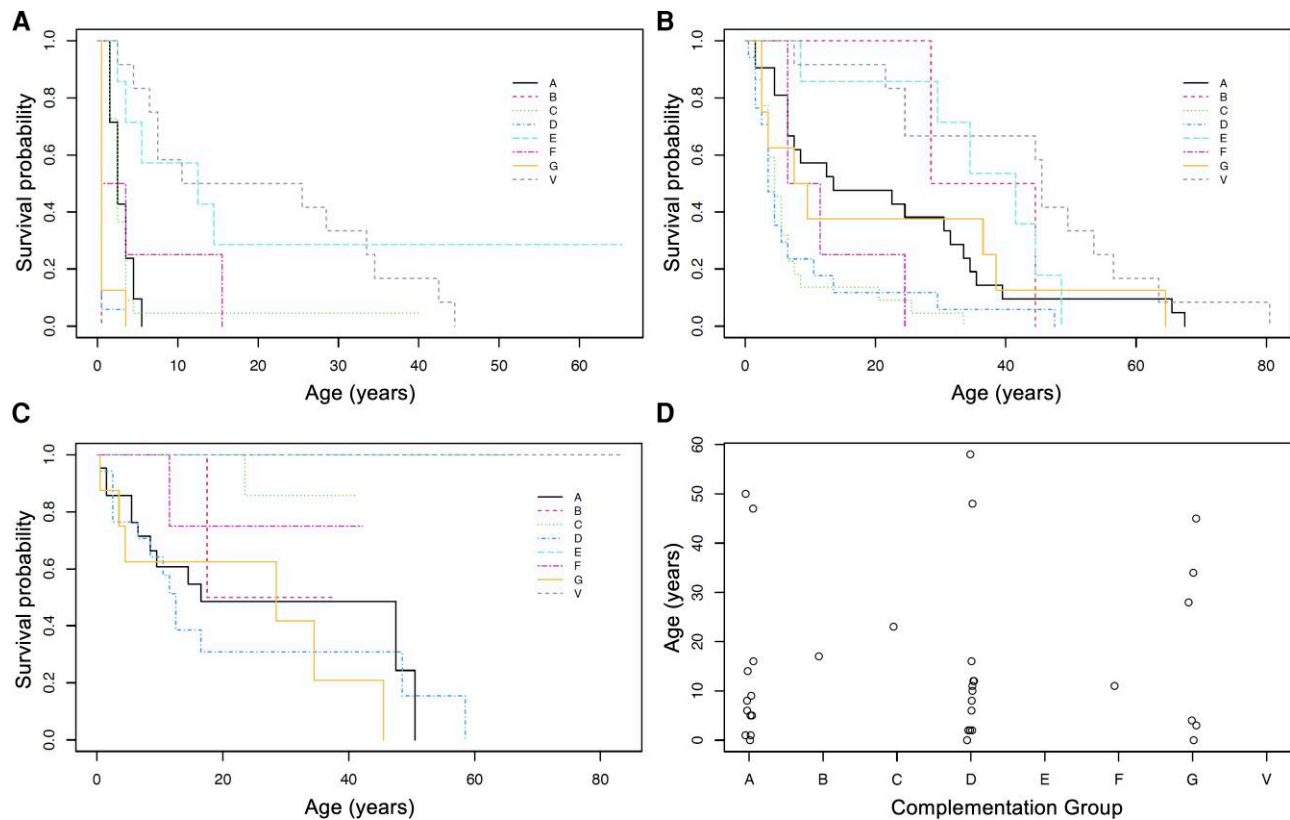 A
Survival probability
1.0
0.8
0.6
0.4
0.2
0.0
A
B
C
D
E
F
G
V
0 10 20 30 40 50 60
Age (years)
B
Survival probability
1.0
0.8
0.6
0.4
0.2
0.0
A
B
C
D
E
F
G
V
0 20 40 60 80
Age (years)
C
Survival probability
1.0
0.8
0.6
0.4
0.2
0.0
A
B
C
D
E
F
G
V
0 20 40 60 80
Age (years)
D
Age (years)
60
50
40
30
20
10
0
A B C D E F G V
Complementation Group